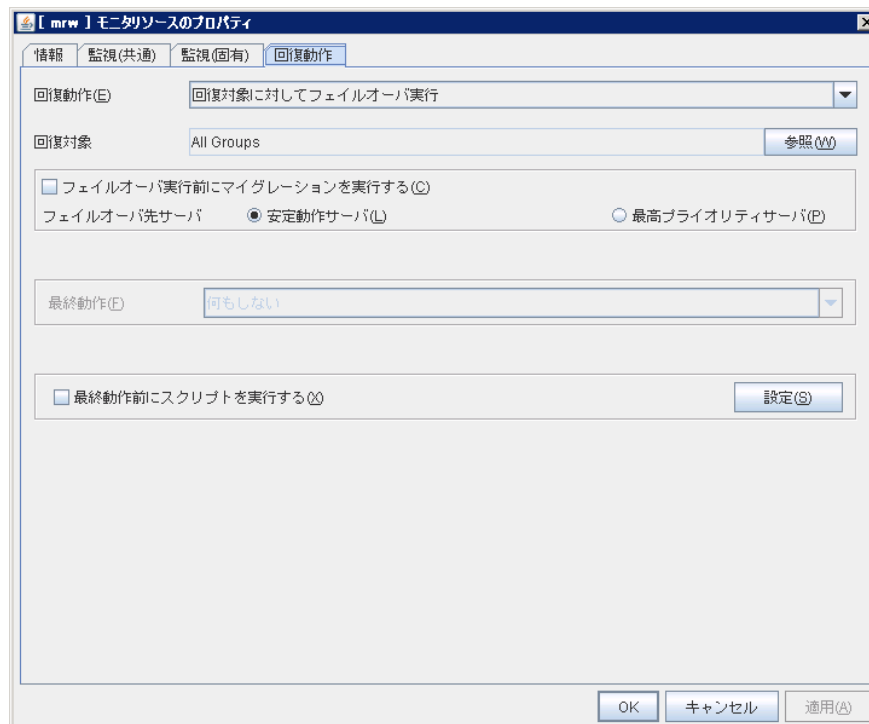 [ mrw ] モニタリソースのプロパティ
情報 監視(共通) 監視(固有) 回復動作
回復動作(E) 回復対象に対してフェイルオーバ実行
回復対象 All Groups 参照(W)
フェイルオーバ実行前にマイグレーションを実行する(C)
フェイルオーバ先サーバ 安定動作サーバ(L) 最高プライオリティサーバ(P)
最終動作(F) 何もしない
最終動作前にスクリプトを実行する(X) 設定(S)
OK キャンセル 適用(A)